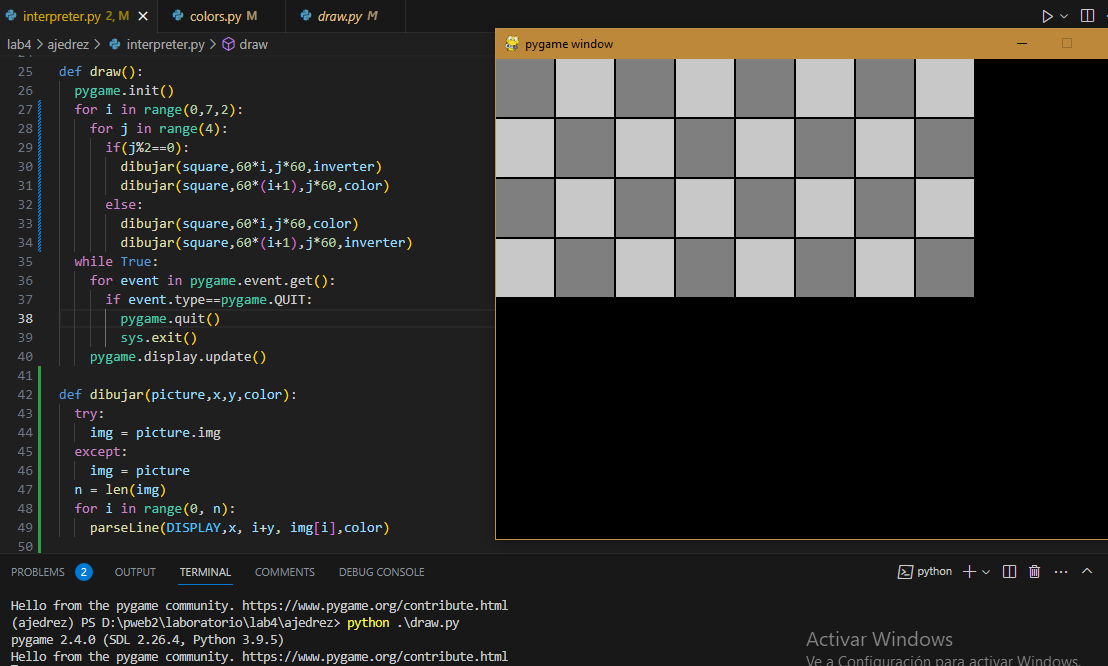 interpreter.py 2, M
colors.py M
draw.py M
lab4 > ajedrez > interpreter.py > draw
pygame window
25 def draw():
26 pygame.init()
27 for i in range(0,7,2):
28 for j in range(4):
29 if(j%2==0):
30 dibujar(square,60*i,j*60,inverter)
31 dibujar(square,60*(i+1),j*60,color)
32 else:
33 dibujar(square,60*i,j*60,color)
34 dibujar(square,60*(i+1),j*60,inverter)
35 while True:
36 for event in pygame.event.get():
37 if event.type==pygame.QUIT:
38 pygame.quit()
39 sys.exit()
40 pygame.display.update()
41
42 def dibujar(picture,x,y,color):
43 try:
44 img = picture.img
45 except:
46 img = picture
47 n = len(img)
48 for i in range(0, n):
49 parseLine(DISPLAY,x, i+y, img[i],color)
50
PROBLEMS 2 OUTPUT TERMINAL COMMENTS DEBUG CONSOLE
python
Hello from the pygame community. https://www.pygame.org/contribute.html
(ajedrez) PS D:\pweb2\laboratorio\lab4\ajedrez> python .\draw.py
pygame 2.4.0 (SDL 2.26.4, Python 3.9.5)
Hello from the pygame community. https://www.pygame.org/contribute.html
Activar Windows
Ve a Configuración para activar Windows.